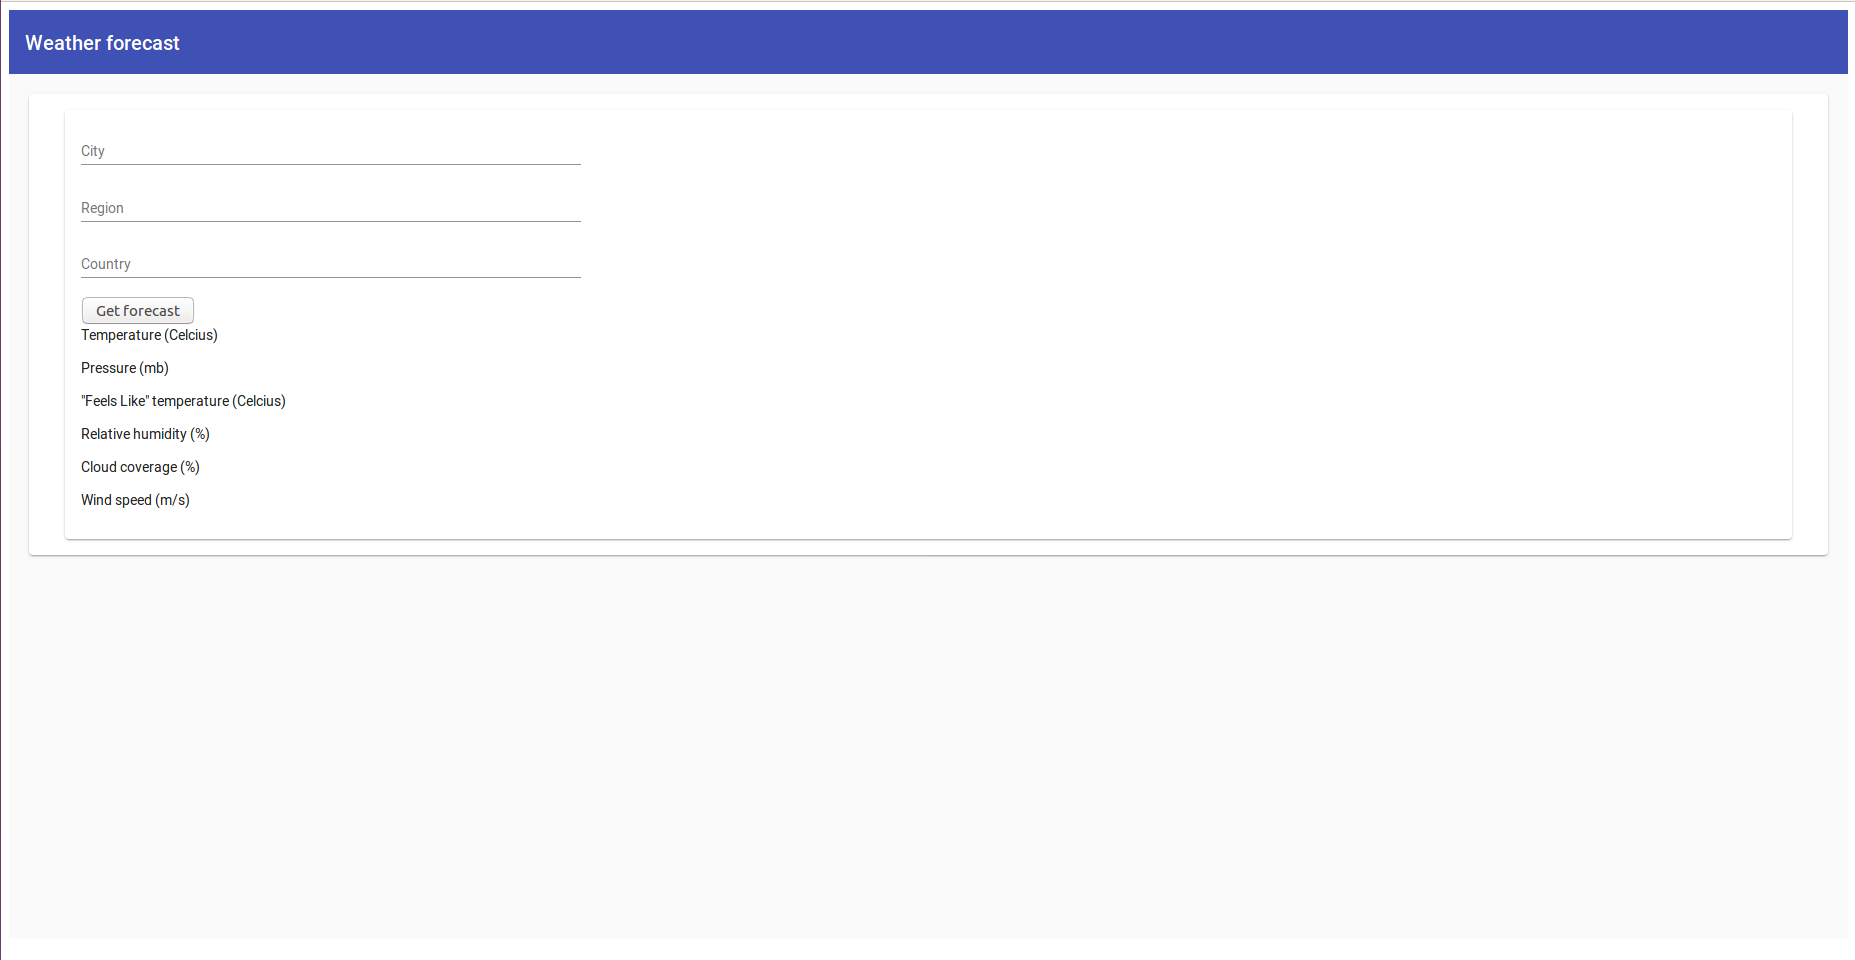 Weather forecast
City
Region
Country
Get forecast
Temperature (Celcius)
Pressure (mb)
"Feels Like" temperature (Celcius)
Relative humidity (%)
Cloud coverage (%)
Wind speed (m/s)